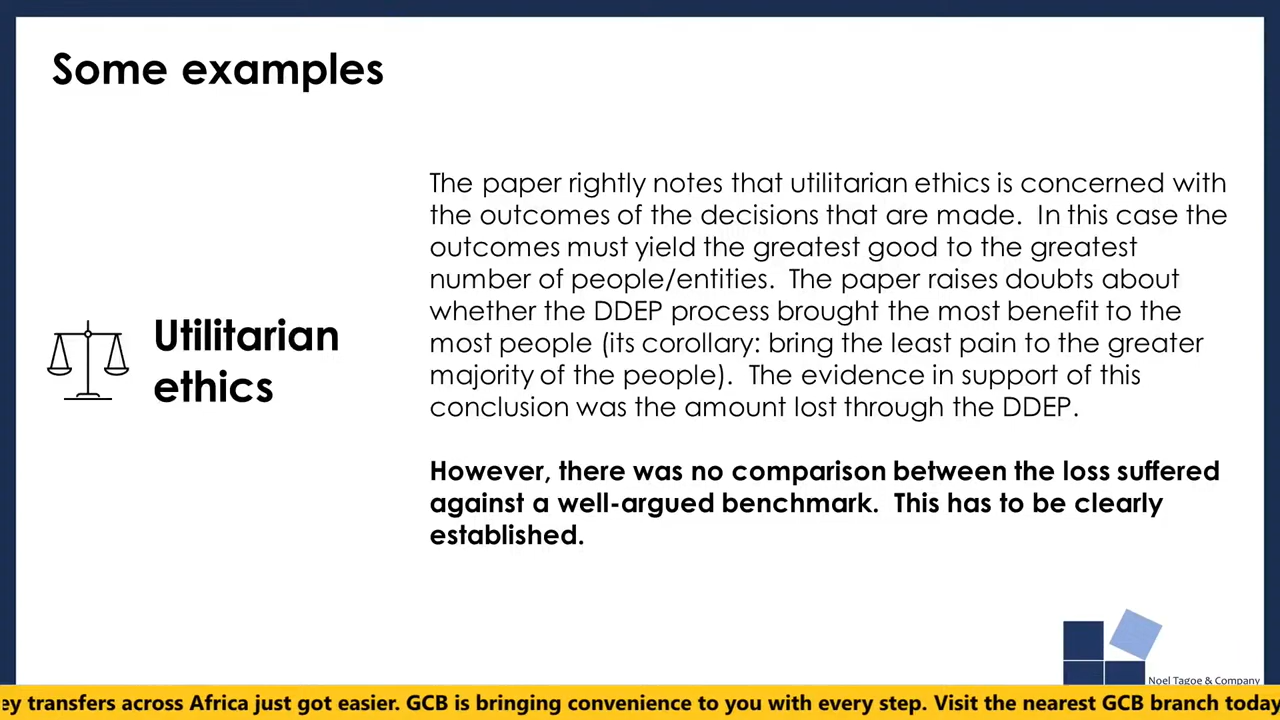 Some examples
Utilitarian
ethics
The paper rightly notes that utilitarian ethics is concerned with
the outcomes of the decisions that are made.  In this case the
outcomes must yield the greatest good to the greatest
number of people/entities.  The paper raises doubts about
whether the DDEP process brought the most benefit to the
most people (its corollary: bring the least pain to the greater
majority of the people).  The evidence in support of this
conclusion was the amount lost through the DDEP.
However, there was no comparison between the loss suffered
against a well-argued benchmark.  This has to be clearly
established.
Noel Tagoe & Company
ey transfers across Africa just got easier. GCB is bringing convenience to you with every step. Visit the nearest GCB branch today